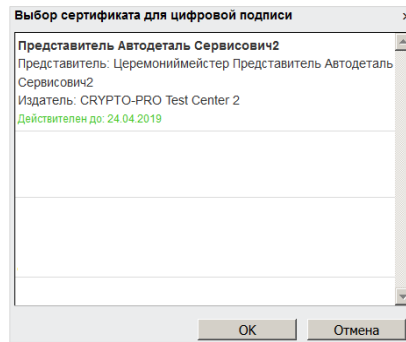 Выбор сертификата для цифровой подписи
Представитель Автодеталь Сервисович2
Представитель: Церемониймейстер Представитель Автодеталь
Сервисович2
Издатель: CRYPTO-PRO Test Center 2
Действителен до: 24.04.2019
OK
Отмена